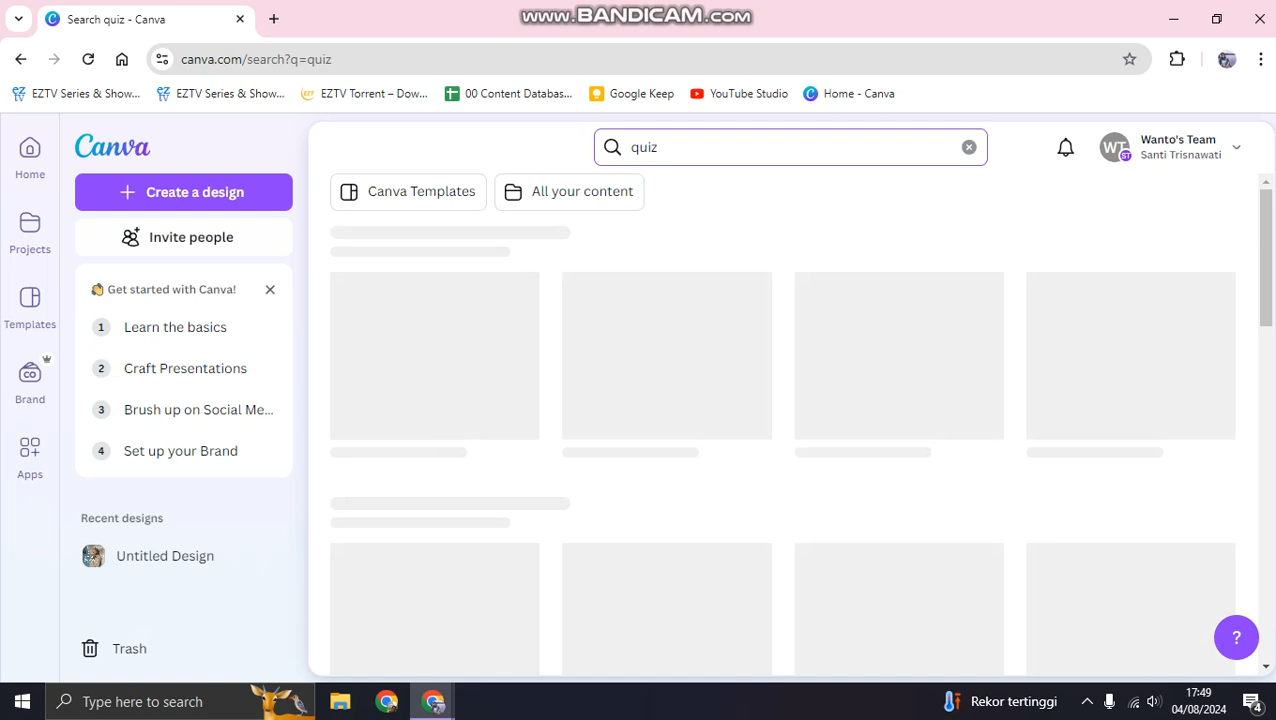 www.BANDICAM.com
Search quiz - Canva
canva.com/search?q=quiz
EZTV Series & Show...
EZTV Series & Show...
EZTV Torrent – Dow...
00 Content Databas...
Google Keep
YouTube Studio
Home - Canva
Home
Projects
Templates
Brand
Apps
Canva
Create a design
Invite people
Get started with Canva!
1 Learn the basics
2 Craft Presentations
3 Brush up on Social Me...
4 Set up your Brand
Recent designs
Untitled Design
Trash
quiz
WT
ST
Wanto's Team
Santi Trisnawati
Canva Templates
All your content
CO
?
Type here to search
Rekor tertinggi
17:49
04/08/2024
4